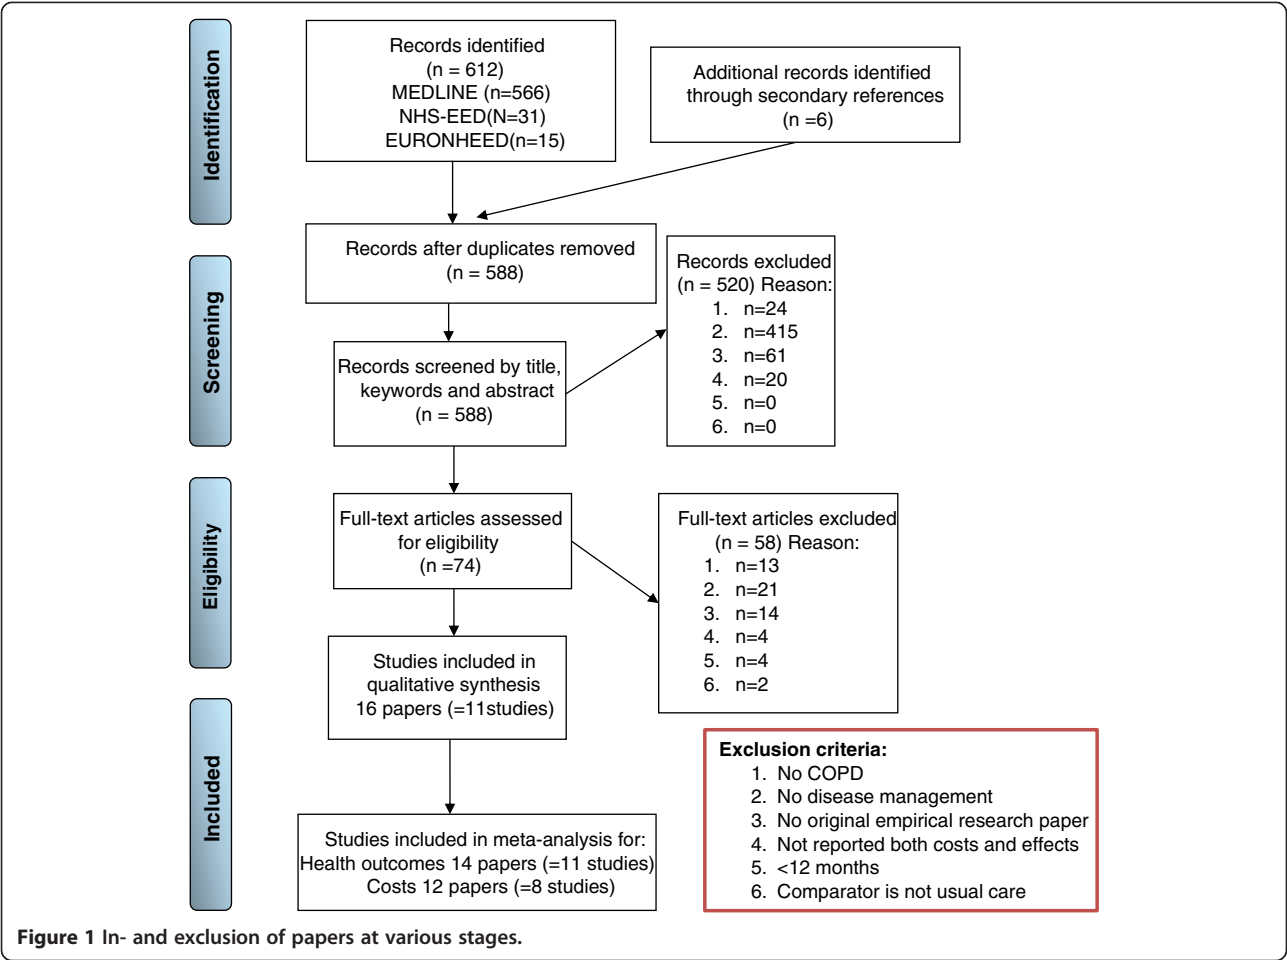 Identification
Records identified
(n = 612)
MEDLINE (n=566)
NHS-EED(N=31)
EURONHEED(n=15)
Additional records identified
through secondary references
(n =6)
Records after duplicates removed
(n = 588)
Screening
Records screened by title,
keywords and abstract
(n = 588)
Records excluded
(n = 520) Reason:
1. n=24
2. n=415
3. n=61
4. n=20
5. n=0
6. n=0
Eligibility
Full-text articles assessed
for eligibility
(n =74)
Full-text articles excluded
(n = 58) Reason:
1. n=13
2. n=21
3. n=14
4. n=4
5. n=4
6. n=2
Studies included in
qualitative synthesis
16 papers (=11studies)
Included
Studies included in meta-analysis for:
Health outcomes 14 papers (=11 studies)
Costs 12 papers (=8 studies)
Exclusion criteria:
1. No COPD
2. No disease management
3. No original empirical research paper
4. Not reported both costs and effects
5. <12 months
6. Comparator is not usual care
Figure 1 In- and exclusion of papers at various stages.